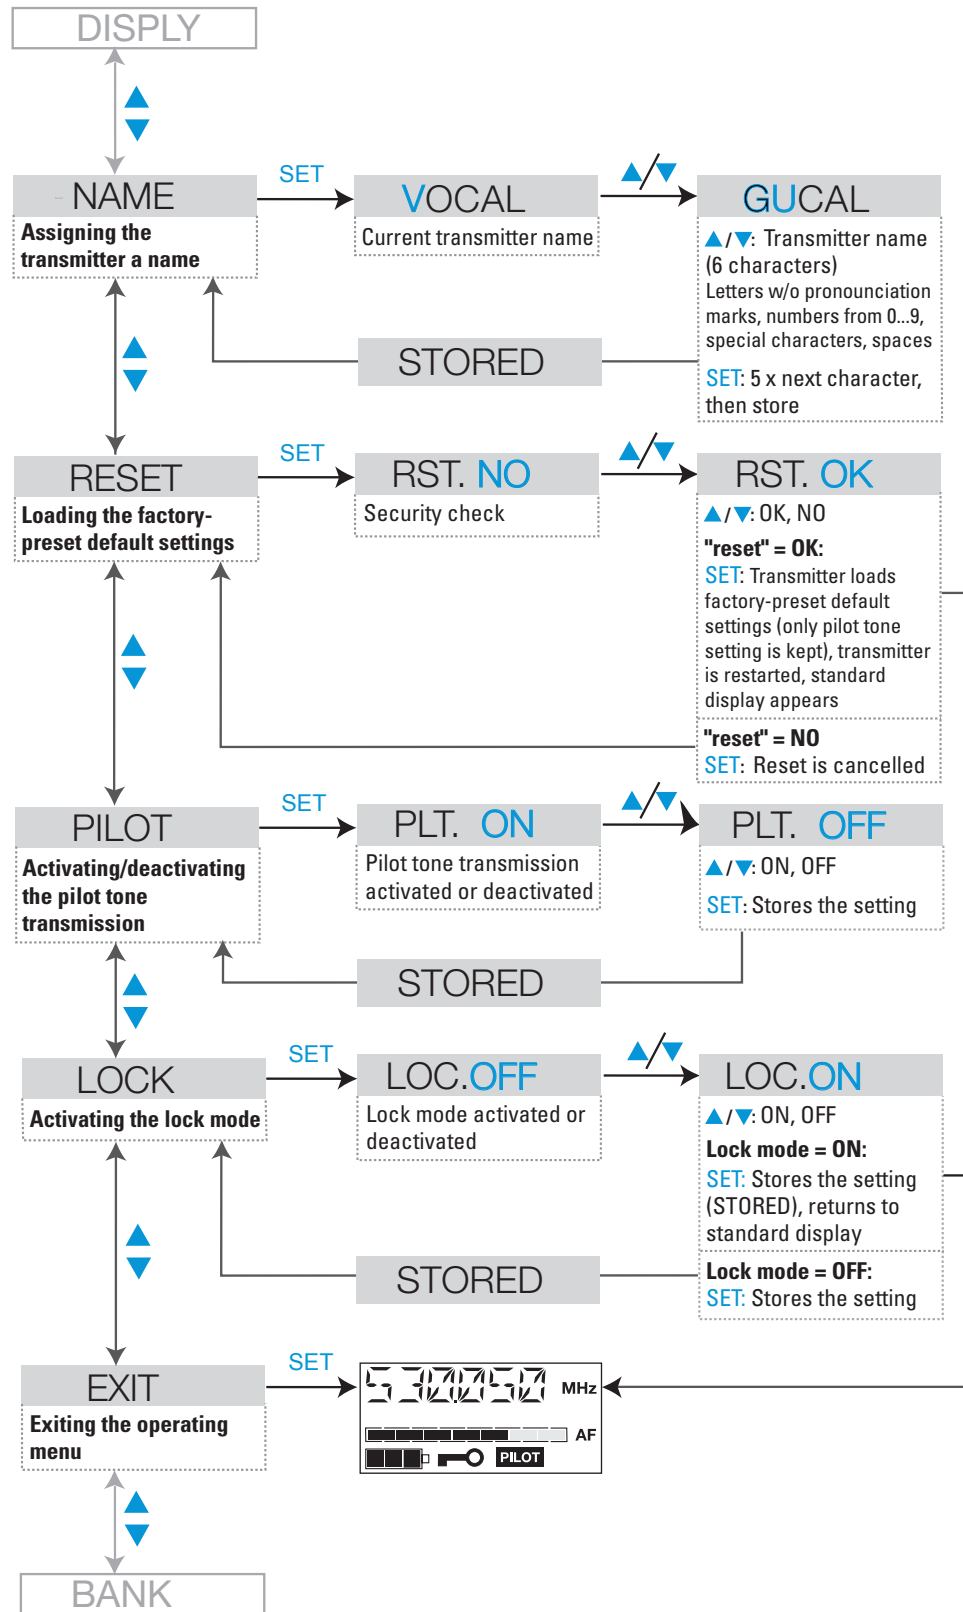 DISPLY
NAME
SET
VOCAL
▲/▼
GUCAL
Assigning the
transmitter a name
Current transmitter name
▲/▼: Transmitter name
(6 characters)
Letters w/o pronounciation
marks, numbers from 0...9,
special characters, spaces
SET: 5 x next character,
then store
STORED
RESET
SET
RST. NO
▲/▼
RST. OK
Loading the factory-
preset default settings
Security check
▲/▼: OK, NO
"reset" = OK:
SET: Transmitter loads
factory-preset default
settings (only pilot tone
setting is kept), transmitter
is restarted, standard
display appears
"reset" = NO
SET: Reset is cancelled
PILOT
SET
PLT. ON
▲/▼
PLT. OFF
Activating/deactivating
the pilot tone
transmission
Pilot tone transmission
activated or deactivated
▲/▼: ON, OFF
SET: Stores the setting
STORED
LOCK
SET
LOC.OFF
▲/▼
LOC.ON
Activating the lock mode
Lock mode activated or
deactivated
▲/▼: ON, OFF
Lock mode = ON:
SET: Stores the setting
(STORED), returns to
standard display
Lock mode = OFF:
SET: Stores the setting
STORED
EXIT
SET
530.050 MHz
AF
PILOT
Exiting the operating
menu
BANK